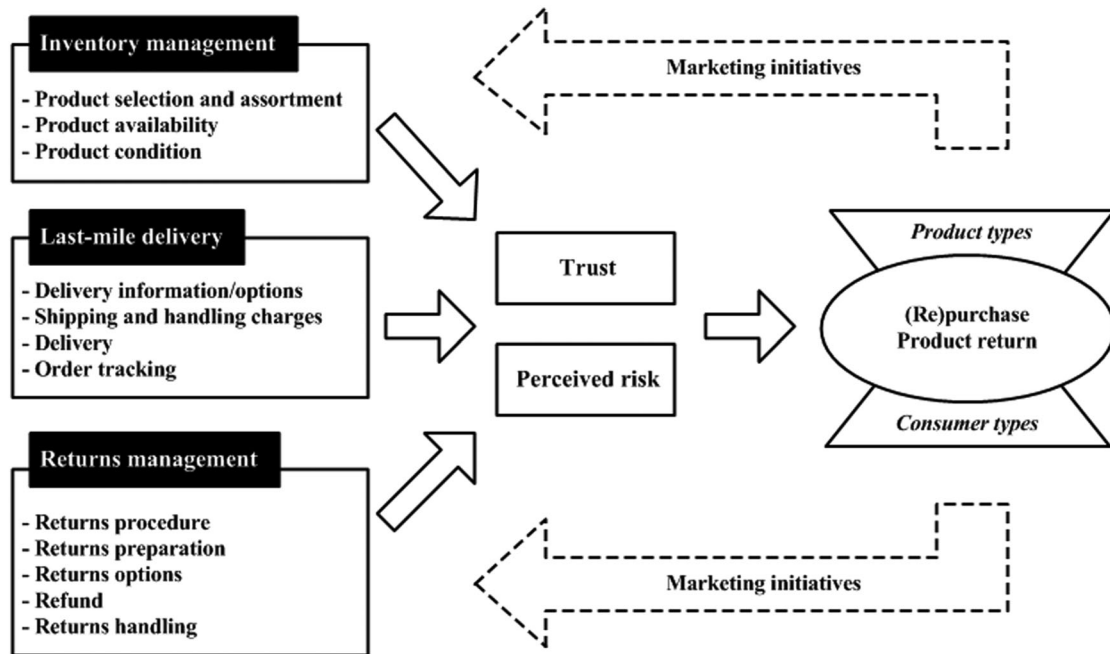 Inventory management
- Product selection and assortment
- Product availability
- Product condition
Last-mile delivery
- Delivery information/options
- Shipping and handling charges
- Delivery
- Order tracking
Returns management
- Returns procedure
- Returns preparation
- Returns options
- Refund
- Returns handling
Marketing initiatives
Trust
Perceived risk
Product types
(Re)purchase
Product return
Consumer types
Marketing initiatives